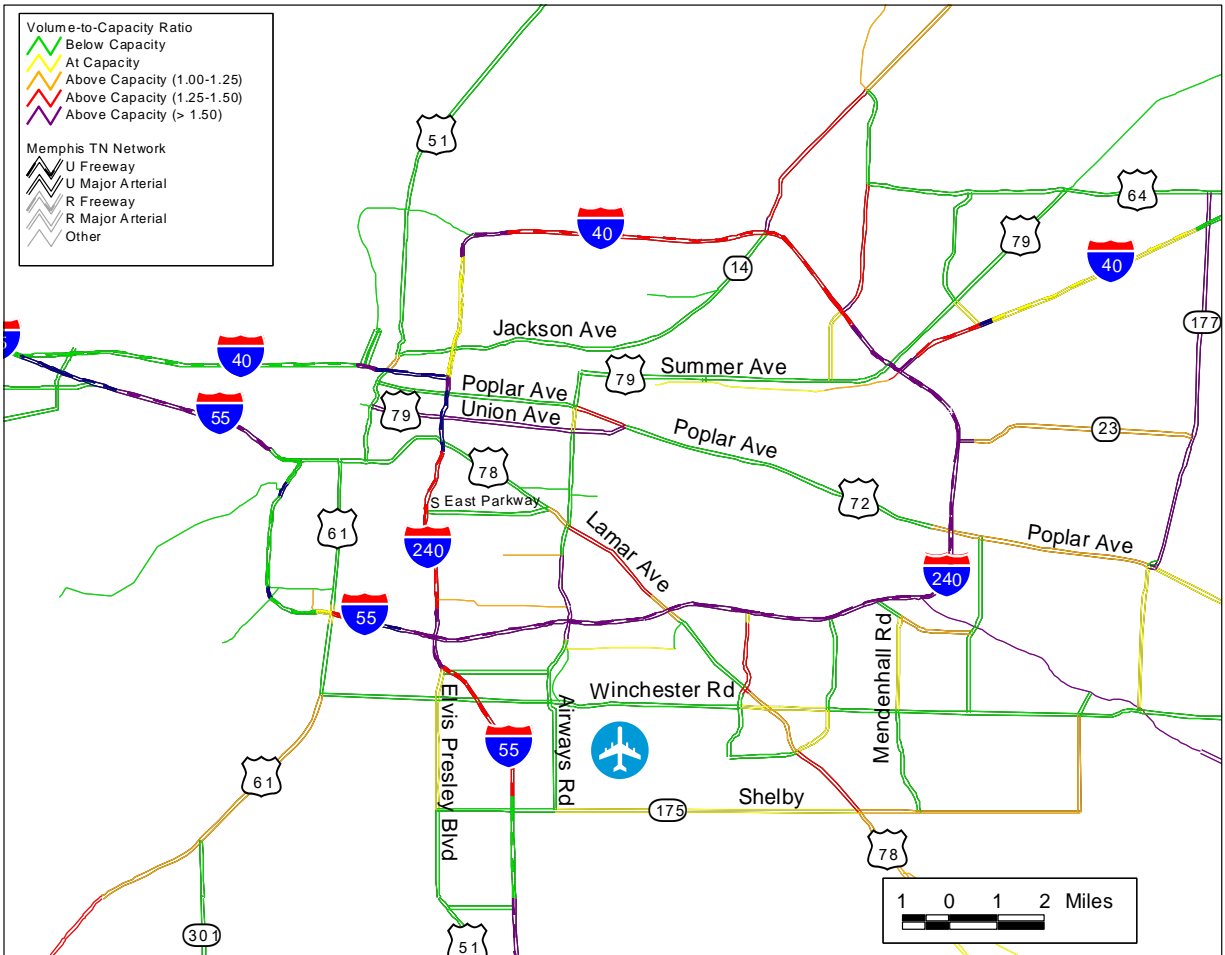 Volume-to-Capacity Ratio
Below Capacity
At Capacity
Above Capacity (1.00-1.25)
Above Capacity (1.25-1.50)
Above Capacity (> 1.50)
Memphis TN Network
U Freeway
U Major Arterial
R Freeway
R Major Arterial
Other
51
40
64
79
40
14
177
Jackson Ave
40
Summer Ave
79
Poplar Ave
55
79
Union Ave
Poplar Ave
23
78
S East Parkway
72
61
Lamar Ave
Poplar Ave
240
240
55
Mendenhall Rd
Winchester Rd
Elvis Presley Blvd
Airways Rd
55
61
Shelby
175
78
1 0 1 2 Miles
301
51